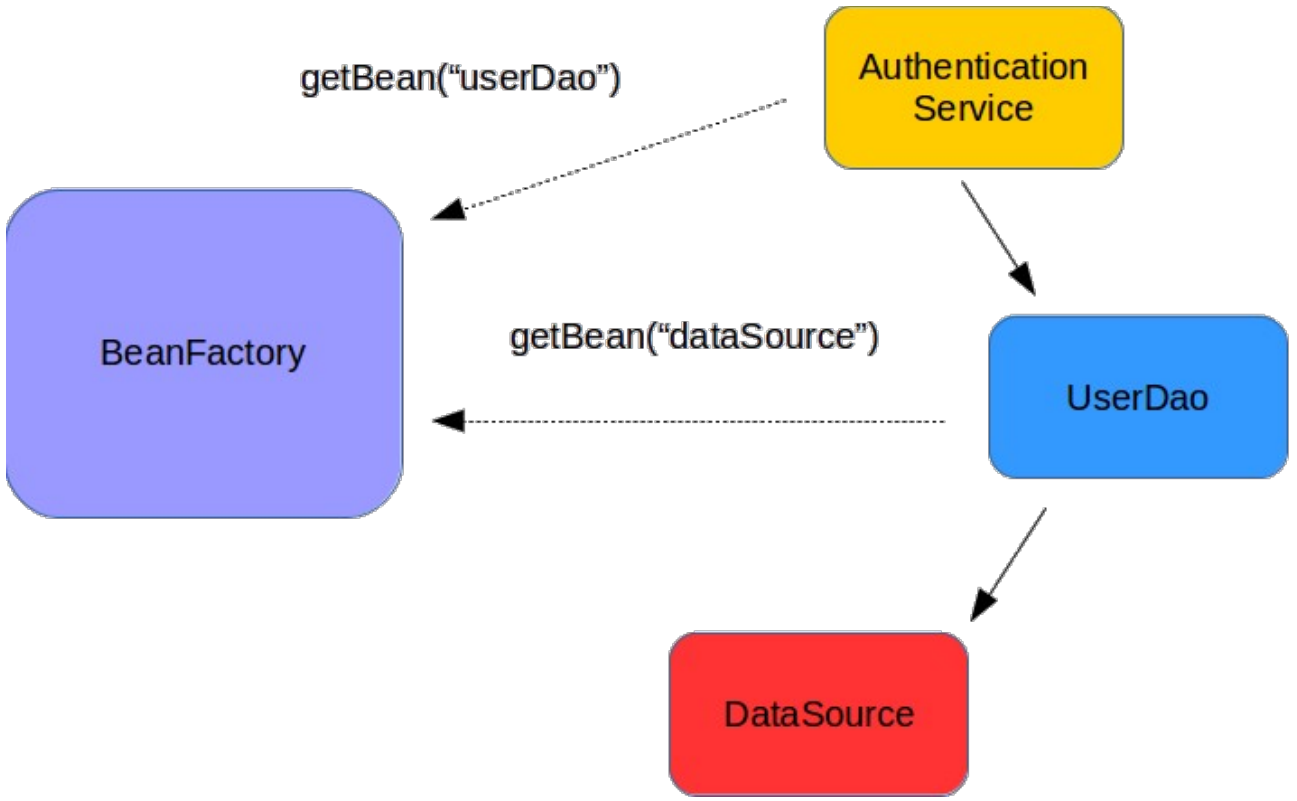 getBean(“userDao”)
Authentication
Service
BeanFactory
getBean(“dataSource”)
UserDao
DataSource